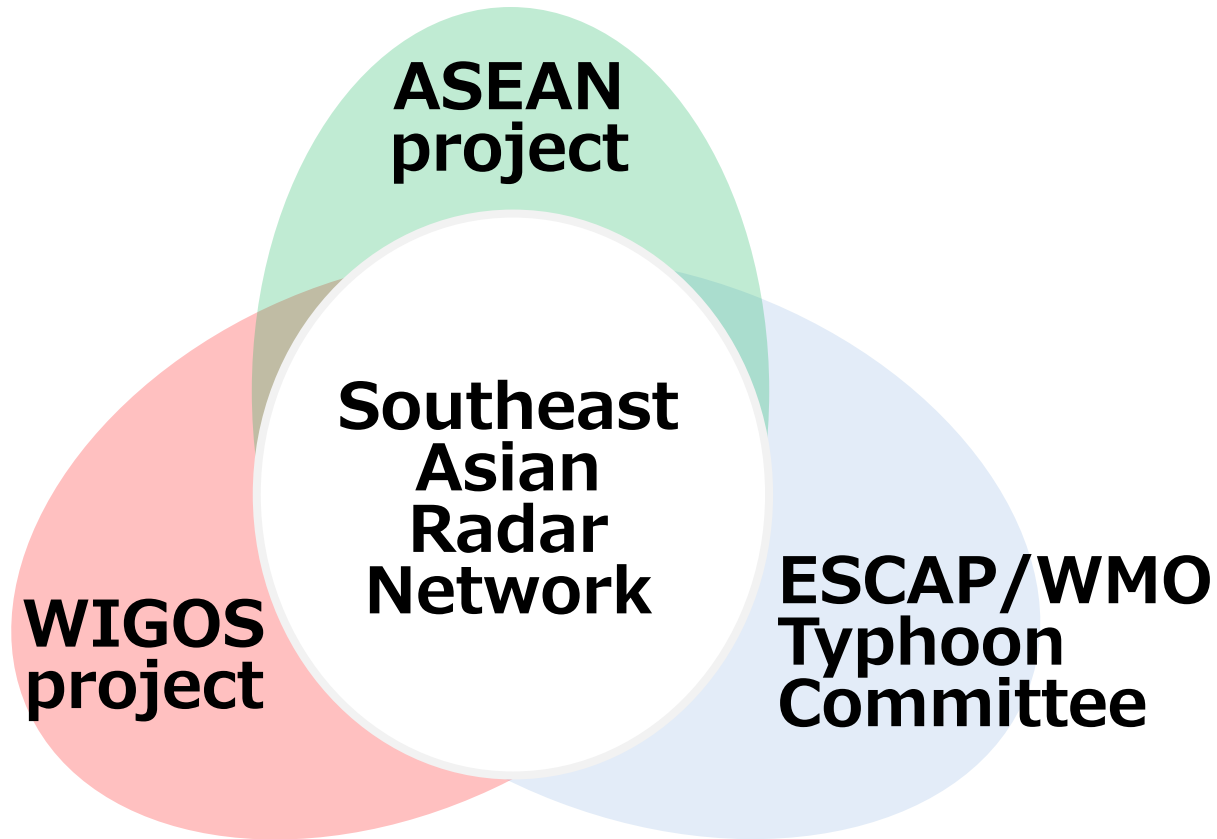 ASEAN
project
Southeast
Asian
Radar
Network
WIGOS
project
ESCAP/WMO
Typhoon
Committee